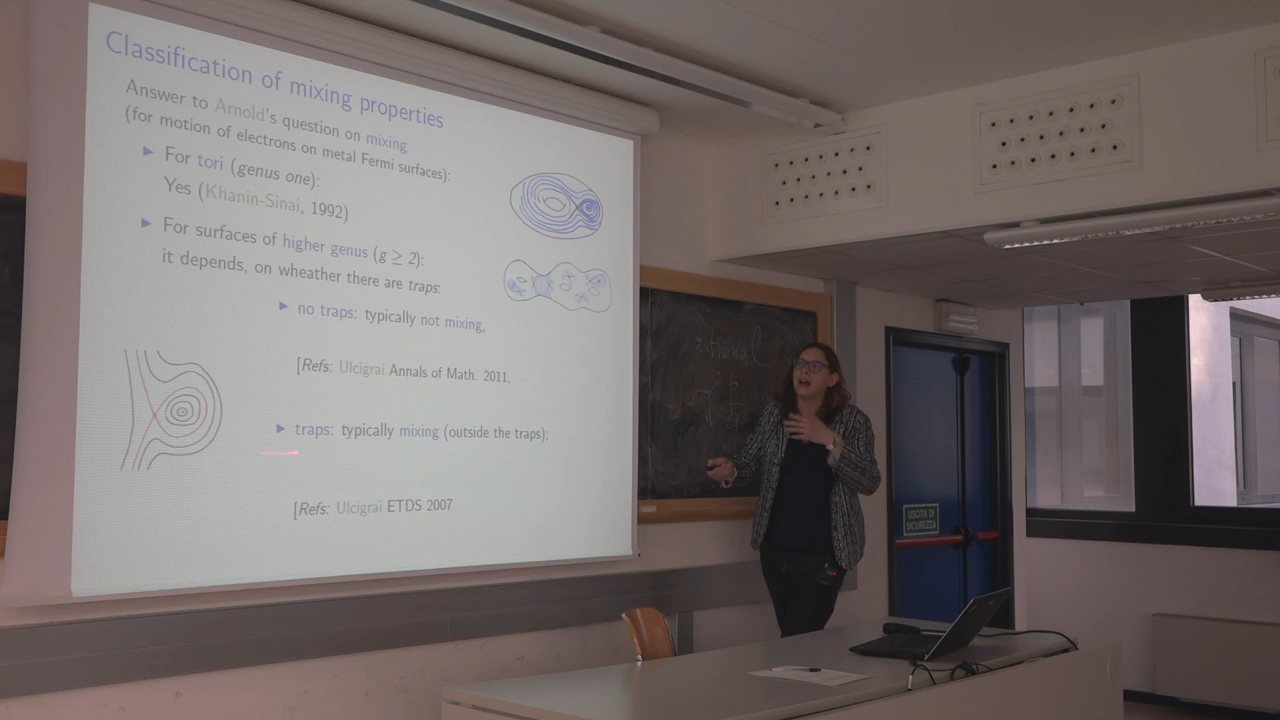 Classification of mixing properties
Answer to Arnold's question on mixing
(for motion of electrons on metal Fermi surfaces):
▶ For tori (genus one):
Yes (Khanin-Sinai, 1992)
▶ For surfaces of higher genus (g ≥ 2):
it depends, on wheather there are traps:
▶ no traps: typically not mixing,
[Refs: Ulcigrai Annals of Math. 2011,
▶ traps: typically mixing (outside the traps);
[Refs: Ulcigrai ETDS 2007
rational
USCITA DI
SICUREZZA